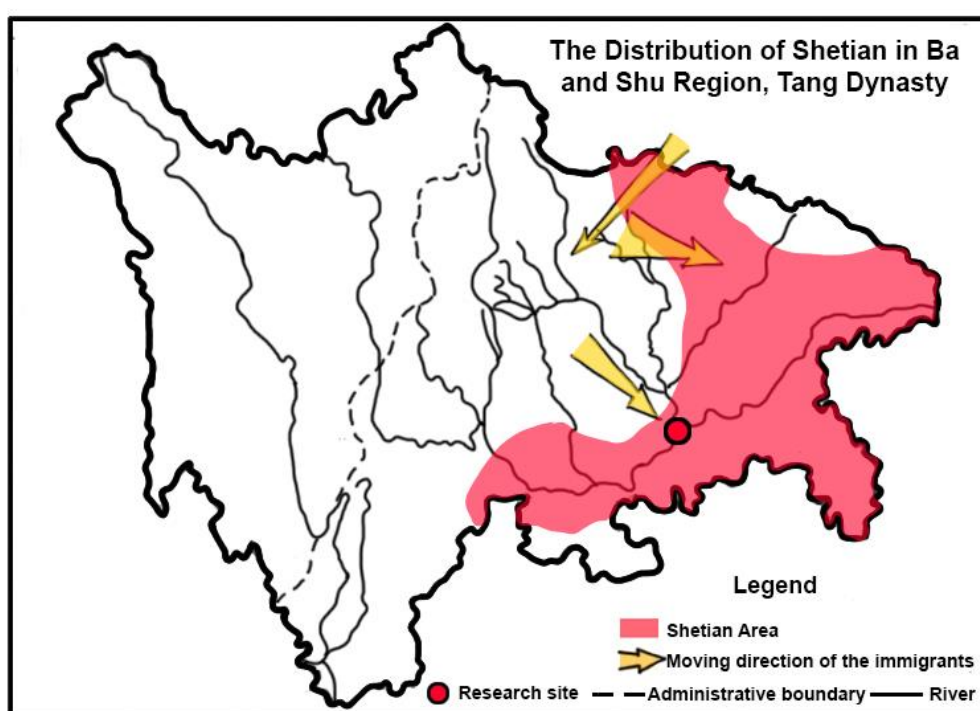 The Distribution of Shetian in Ba
and Shu Region, Tang Dynasty
Legend
Shetian Area
Moving direction of the immigrants
Research site
Administrative boundary
River